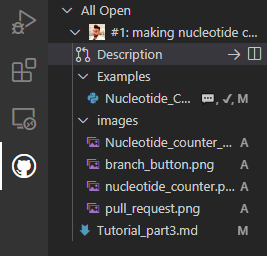 All Open
#1: making nucleotide c...
Description
Examples
Nucleotide_C... , ✓, M
images
Nucleotide_counter_... A
branch_button.png A
nucleotide_counter.p... A
pull_request.png A
Tutorial_part3.md M